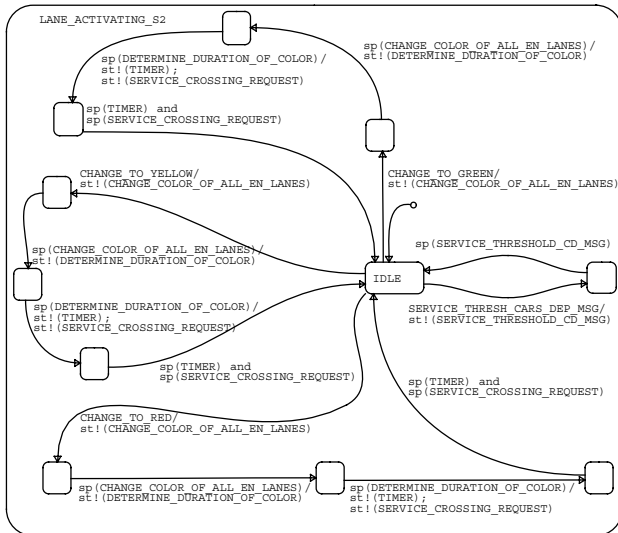 LANE_ACTIVATING_S2
sp(CHANGE_COLOR_OF_ALL_EN_LANES)/
st!(DETERMINE_DURATION_OF_COLOR)
sp(DETERMINE_DURATION_OF_COLOR)/
st!(TIMER);
st!(SERVICE_CROSSING_REQUEST)
sp(TIMER) and
sp(SERVICE_CROSSING_REQUEST)
CHANGE_TO_YELLOW/
st!(CHANGE_COLOR_OF_ALL_EN_LANES)
CHANGE_TO_GREEN/
st!(CHANGE_COLOR_OF_ALL_EN_LANES)
sp(SERVICE_THRESHOLD_CD_MSG)
sp(CHANGE_COLOR_OF_ALL_EN_LANES)/
st!(DETERMINE_DURATION_OF_COLOR)
IDLE
sp(DETERMINE_DURATION_OF_COLOR)/
st!(TIMER);
st!(SERVICE_CROSSING_REQUEST)
SERVICE_THRESH_CARS_DEP_MSG/
st!(SERVICE_THRESHOLD_CD_MSG)
sp(TIMER) and
sp(SERVICE_CROSSING_REQUEST)
sp(TIMER) and
sp(SERVICE_CROSSING_REQUEST)
CHANGE_TO_RED/
st!(CHANGE_COLOR_OF_ALL_EN_LANES)
sp(CHANGE_COLOR_OF_ALL_EN_LANES)/
st!(DETERMINE_DURATION_OF_COLOR)
sp(DETERMINE_DURATION_OF_COLOR)/
st!(TIMER);
st!(SERVICE_CROSSING_REQUEST)